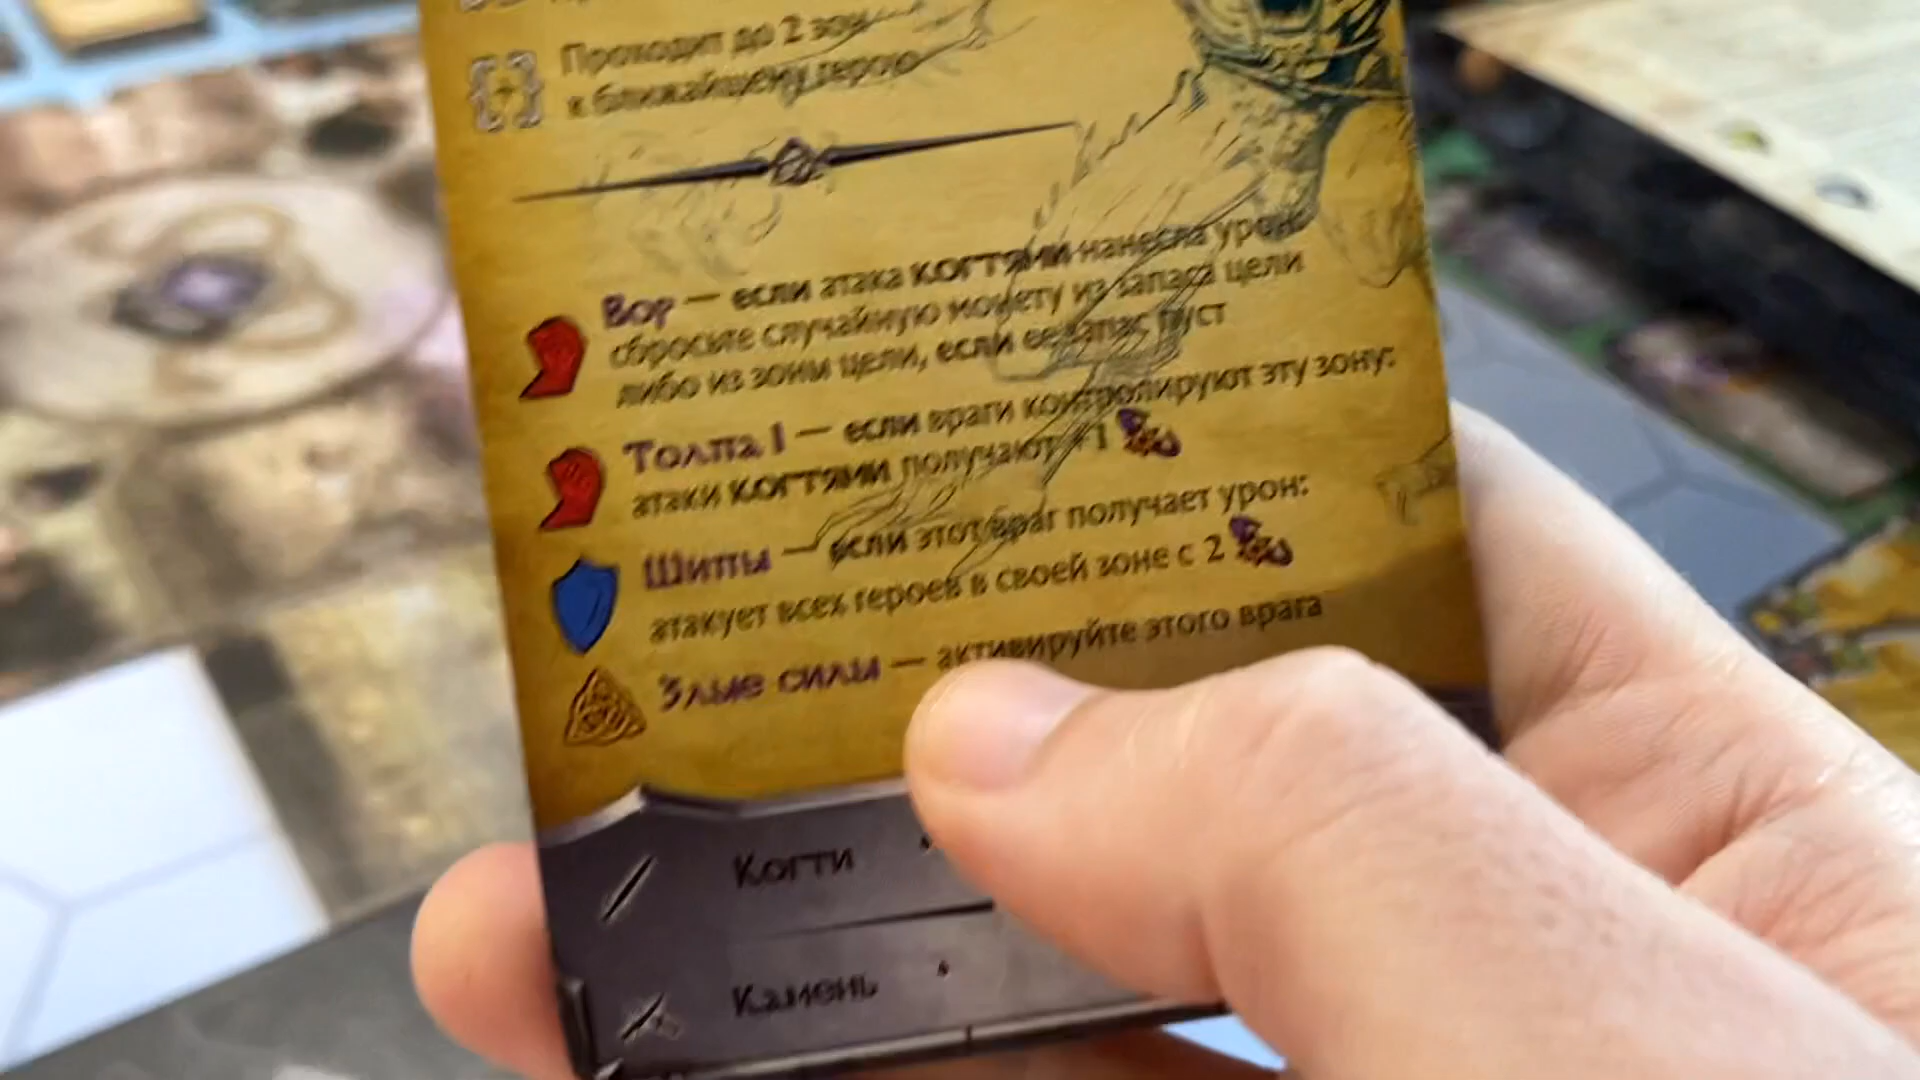 Проходит до 2 зон
к ближайшему герою
Вор — если атака КОГТЯМИ нанесла урон:
сбросьте случайную монету из запаса цели
либо из зоны цели, если ее запас пуст
Толпа 1 — если враги контролируют эту зону:
атаки КОГТЯМИ получают +1
Шипы — если этот враг получает урон:
атакует всех героев в своей зоне с 2
Злые силы — активируйте этого врага
Когти
Камень